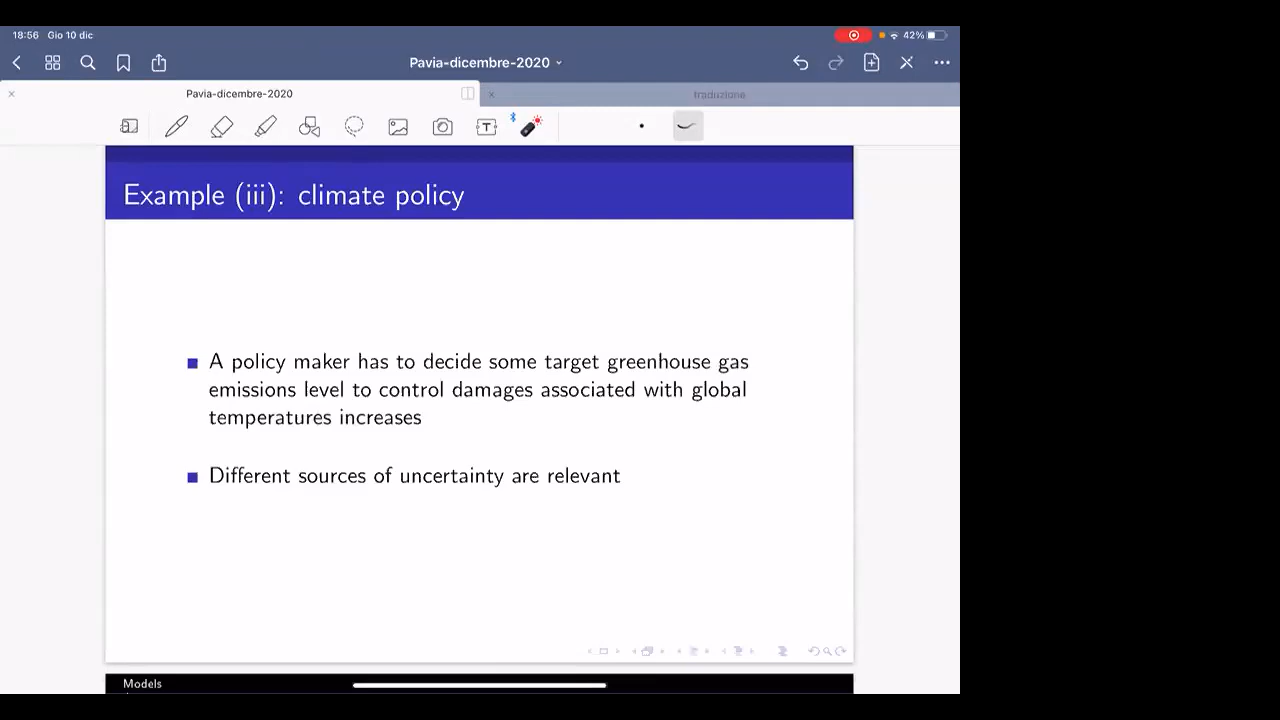 18:56 Gio 10 dic 42%
Pavia-dicembre-2020
Pavia-dicembre-2020 traduzione
T
Example (iii): climate policy
A policy maker has to decide some target greenhouse gas
emissions level to control damages associated with global
temperatures increases
Different sources of uncertainty are relevant
Models